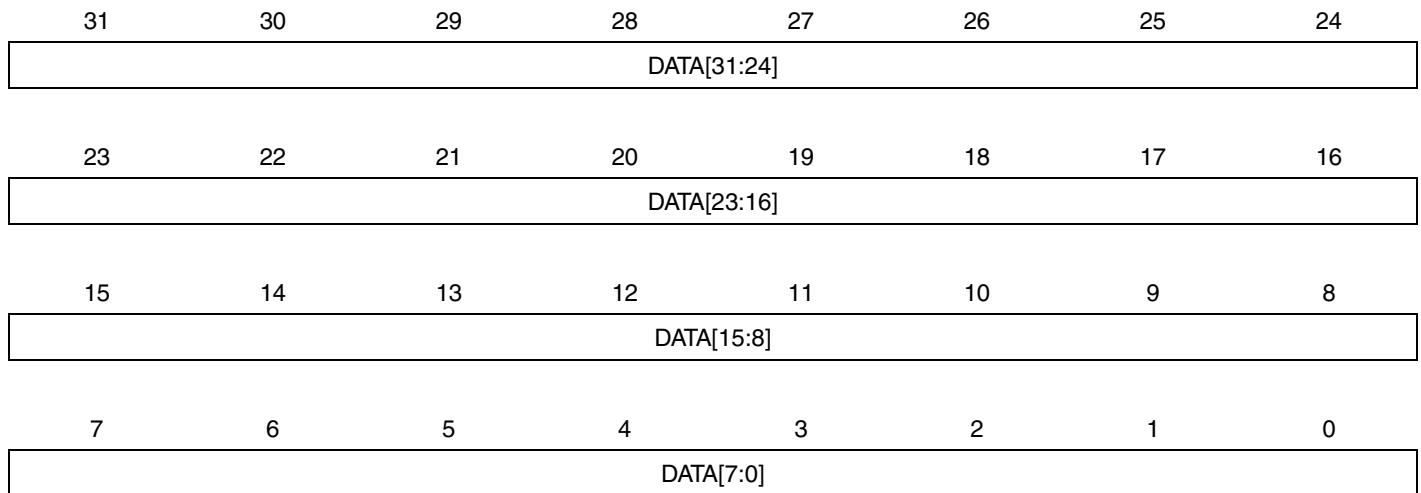 31 30 29 28 27 26 25 24
DATA[31:24]
23 22 21 20 19 18 17 16
DATA[23:16]
15 14 13 12 11 10 9 8
DATA[15:8]
7 6 5 4 3 2 1 0
DATA[7:0]